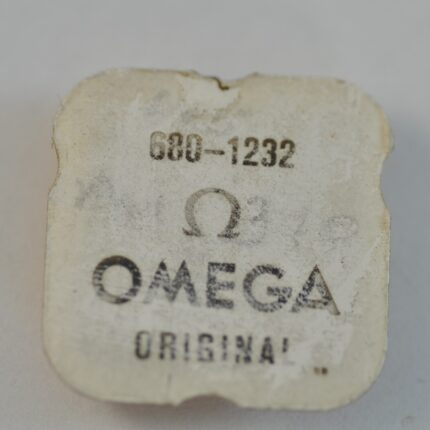 680-1232
Ω
OMEGA
ORIGINAL